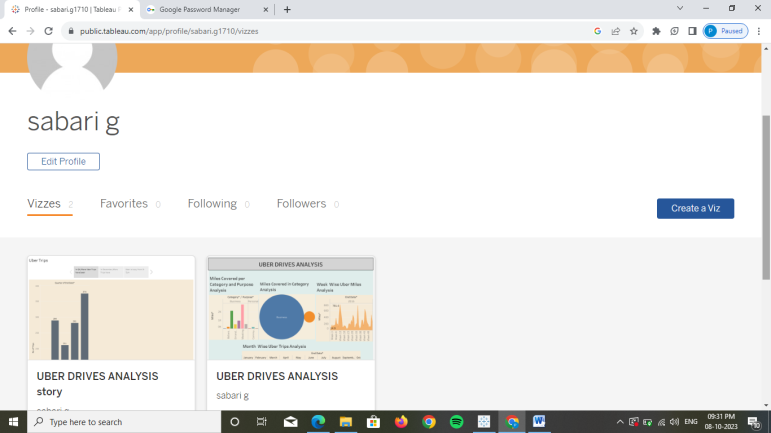 Profile - sabari.g1710 | Tableau
Google Password Manager
public.tableau.com/app/profile/sabari.g1710/vizzes
P Paused
sabari g
Edit Profile
Vizzes 2 Favorites 0 Following 0 Followers 0
Create a Viz
Uber Trips
UBER DRIVES ANALYSIS
story
sabari g
UBER DRIVES ANALYSIS
Miles Covered per
Category and Purpose
Analysis
Miles Covered in Category
Analysis
Week Wise Uber Miles
Analysis
Month Wise Uber Trips Analysis
UBER DRIVES ANALYSIS
sabari g
Type here to search
ENG
09:31 PM
08-10-2023
10